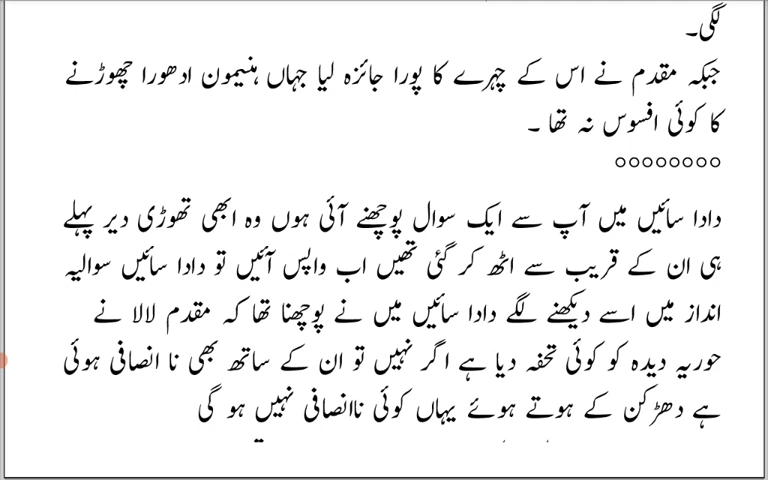 لگی۔
جبکہ مقدم نے اس کے چہرے کا پورا جائزہ لیا جہاں ہنیمون ادھورا چھوڑنے
کا کوئی افسوس نہ تھا ۔
○○○○○○○○
دادا سائیں میں آپ سے ایک سوال پوچھنے آئی ہوں وہ ابھی تھوڑی دیر پہلے
ہی ان کے قریب سے اٹھ کر گئی تھیں اب واپس آئیں تو دادا سائیں سوالیہ
انداز میں اسے دیکھنے لگے دادا سائیں میں نے پوچھنا تھا کہ مقدم لالا نے
حوریہ دیدہ کو کوئی تحفہ دیا ہے اگر نہیں تو ان کے ساتھ بھی نا انصافی ہوئی
ہے دھڑکن کے ہوتے ہوئے یہاں کوئی ناانصافی نہیں ہو گی